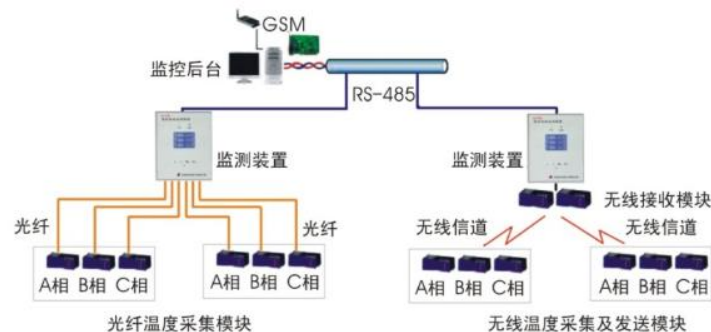 GSM
监控后台
RS-485
监测装置
监测装置
无线接收模块
光纤
光纤
无线信道
无线信道
A相 B相 C相
A相 B相 C相
A相 B相 C相
A相 B相 C相
光纤温度采集模块
无线温度采集及发送模块